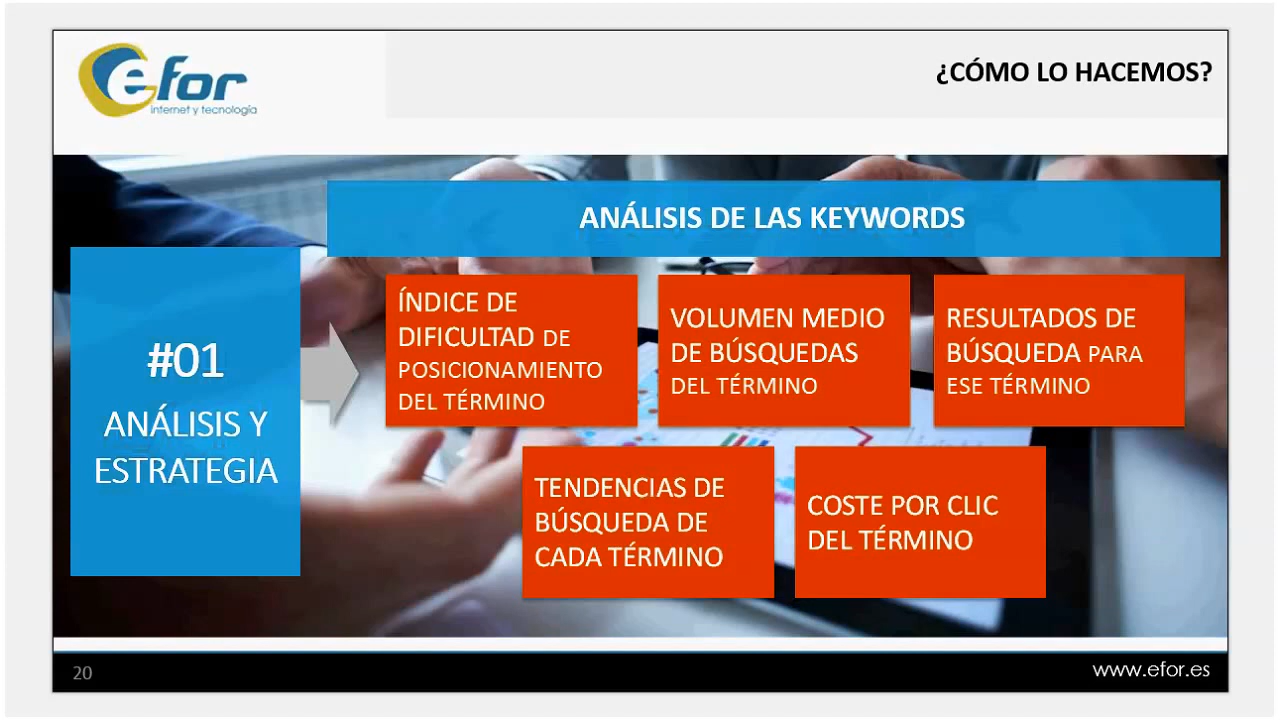 efor
internet y tecnología
¿CÓMO LO HACEMOS?
ANÁLISIS DE LAS KEYWORDS
#01
ANÁLISIS Y
ESTRATEGIA
ÍNDICE DE
DIFICULTAD DE
POSICIONAMIENTO
DEL TÉRMINO
VOLUMEN MEDIO
DE BÚSQUEDAS
DEL TÉRMINO
RESULTADOS DE
BÚSQUEDA PARA
ESE TÉRMINO
TENDENCIAS DE
BÚSQUEDA DE
CADA TÉRMINO
COSTE POR CLIC
DEL TÉRMINO
20
www.efor.es